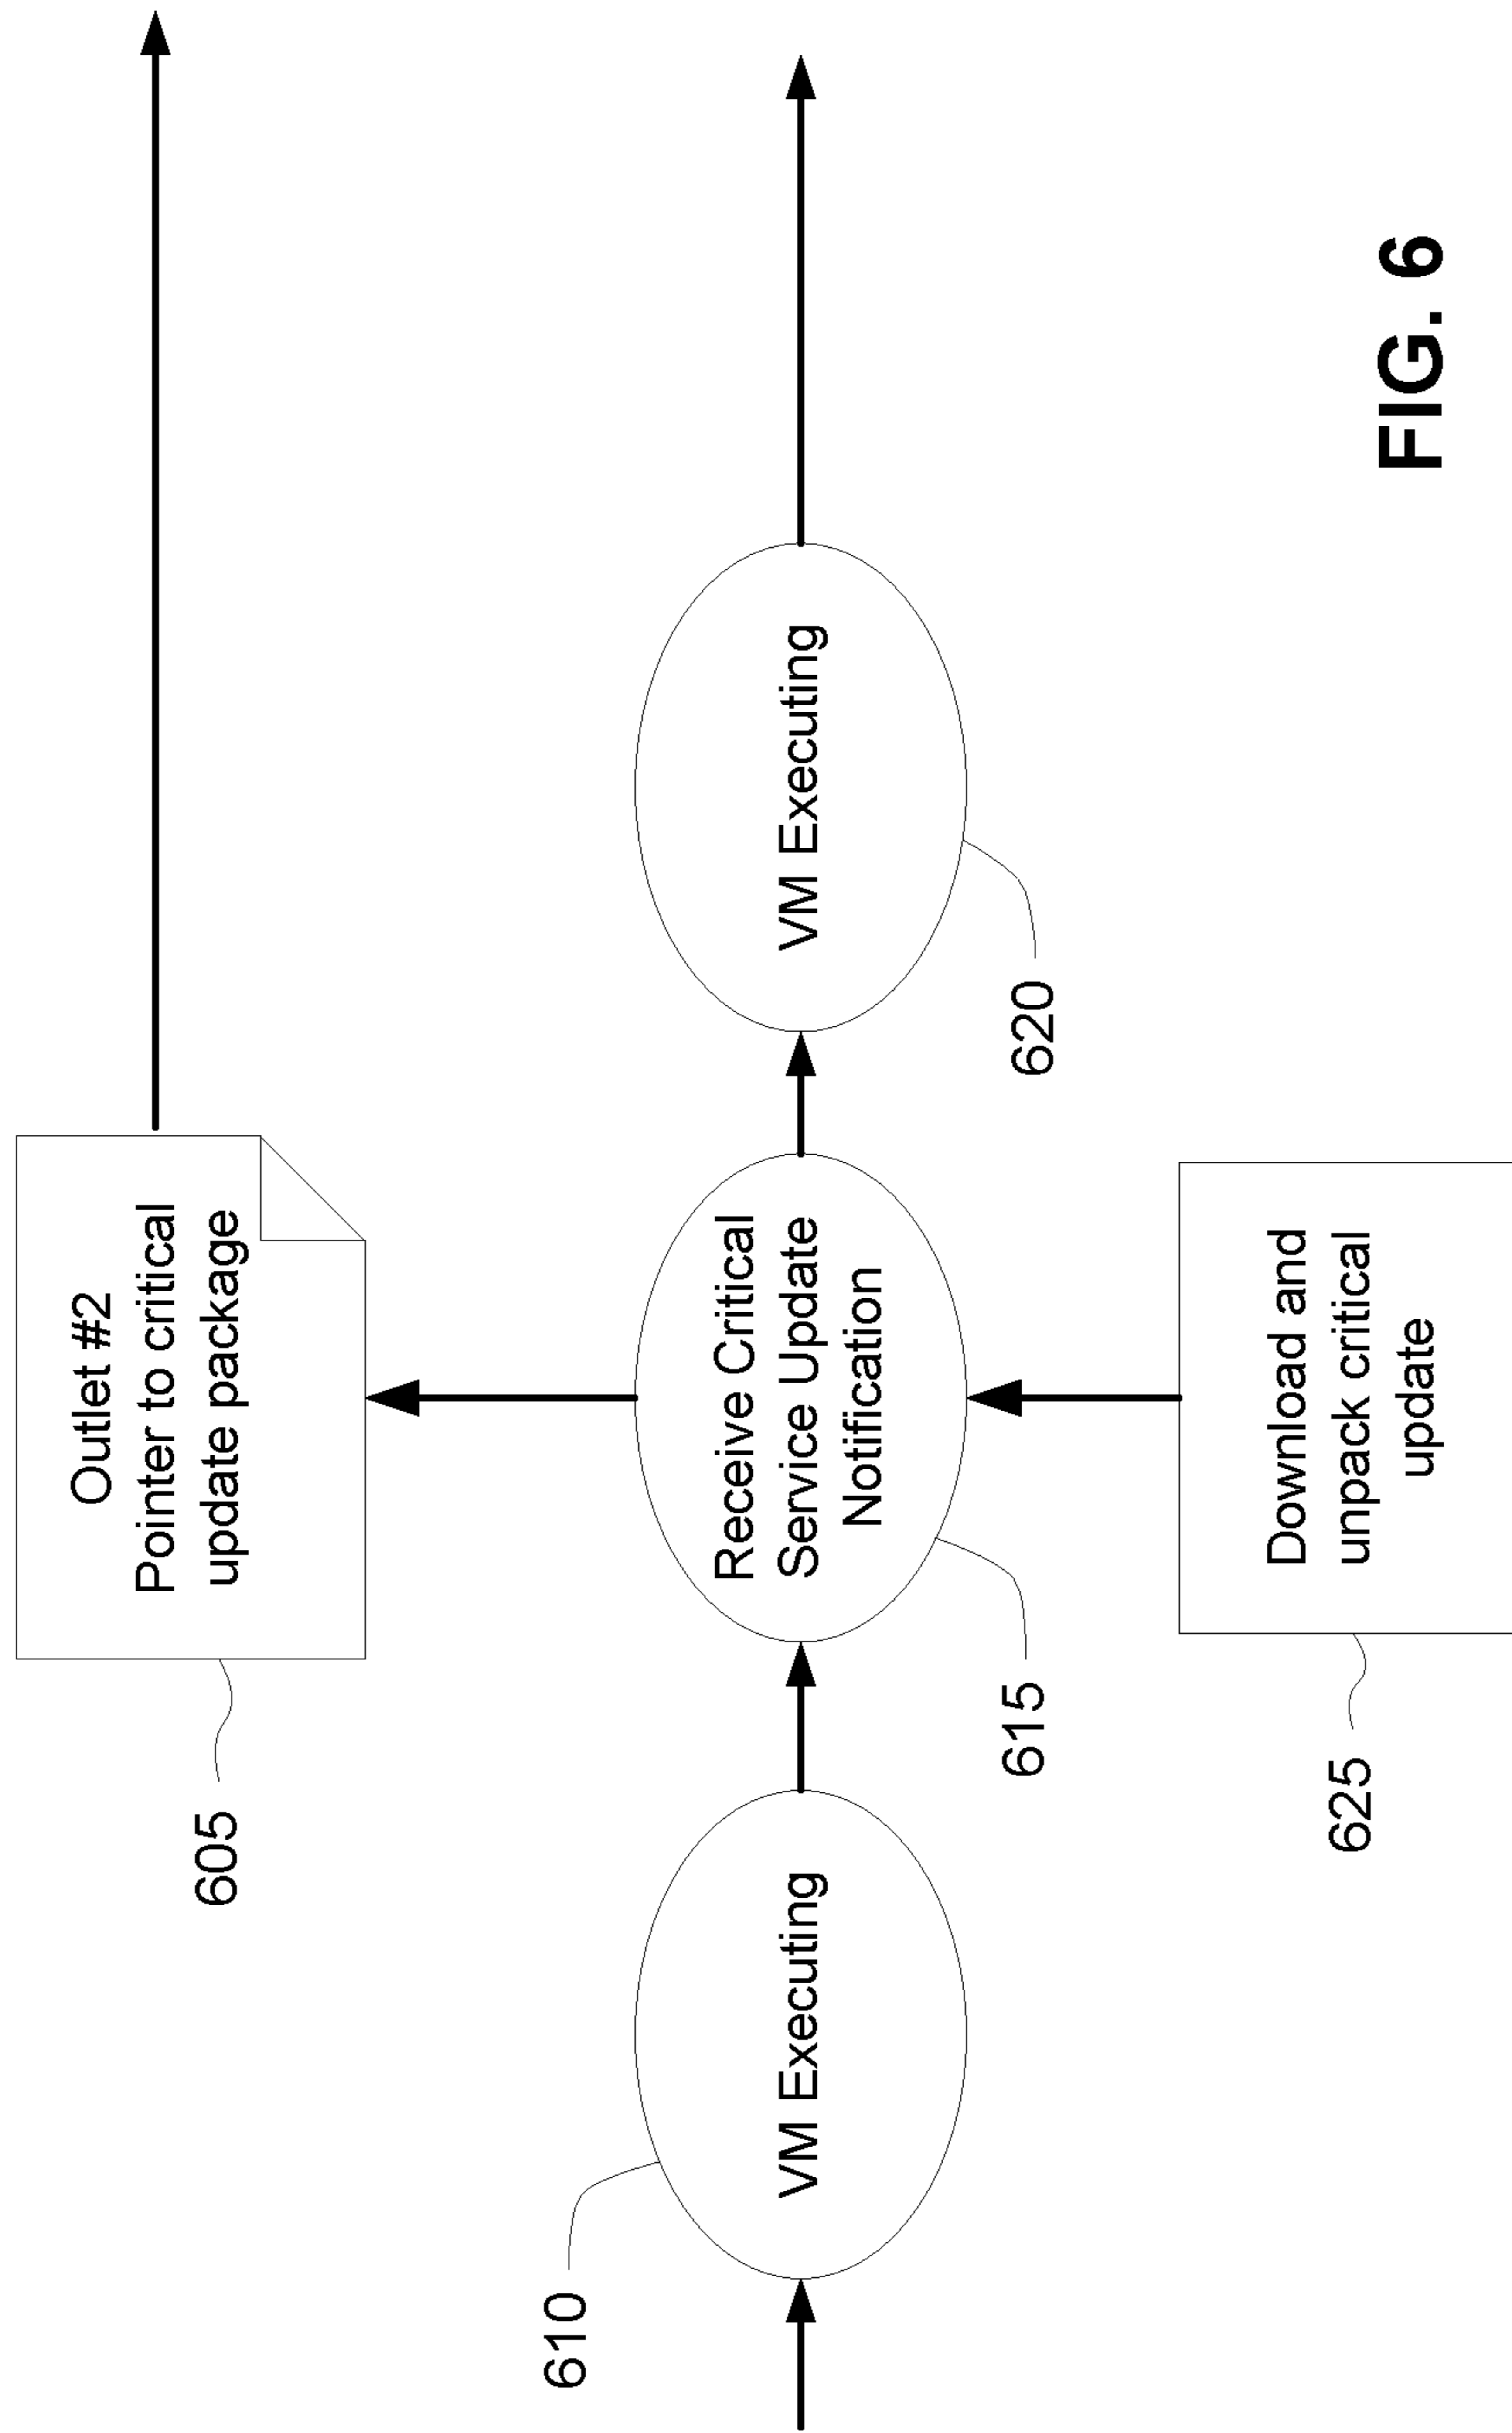 Outlet #2
Pointer to critical
update package
605
610
VM Executing
Receive Critical
Service Update
Notification
615
VM Executing
620
Download and
unpack critical
update
625
FIG. 6